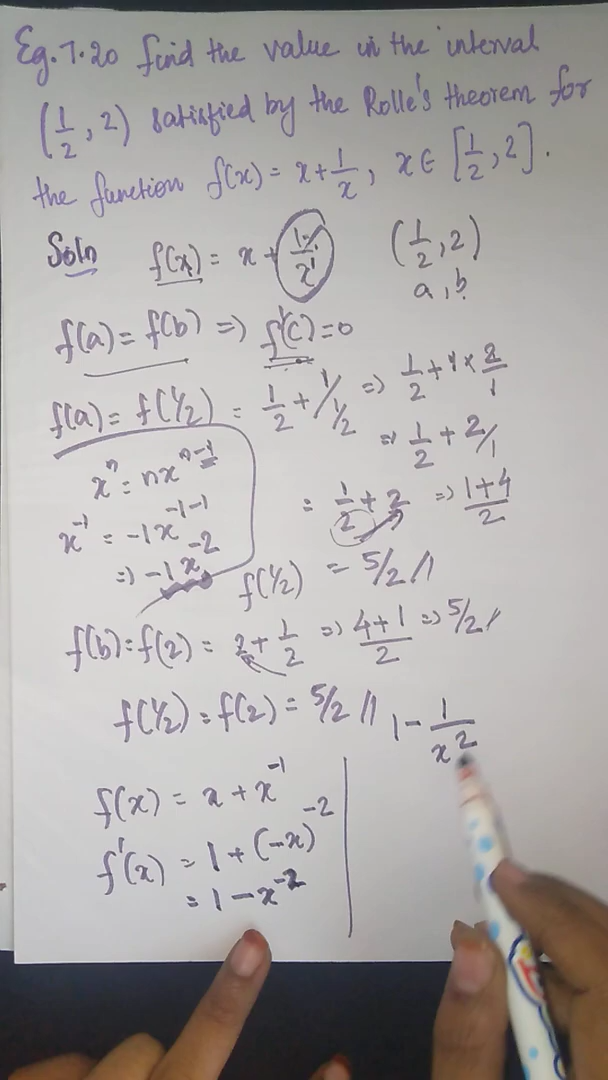 Eg. 7.20 find the value in the interval
(1/2, 2) satisfied by the Rolle's theorem for
the function f(x) = x + 1/x, x ∈ [1/2, 2].
Soln f(x) = x + 1/x¹ (1/2, 2)
a, b
f(a) = f(b) => f'(c) = 0
f(a) = f(1/2) = 1/2 + 1/1/2 => 1/2 + 1 × 2/1
=> 1/2 + 2/1
xⁿ = nxⁿ⁻¹
= 1/2 + 2 => 1+4/2
x⁻¹ = -1x⁻¹⁻¹
=> -1x⁻²
f(1/2) = 5/2 //
f(b) = f(2) = 2 + 1/2 => 4+1/2 => 5/2 //
f(1/2) = f(2) = 5/2 //
1 - 1/x²
f(x) = x + x⁻¹
f'(x) = 1 + (-x)⁻²
= 1 - x⁻²